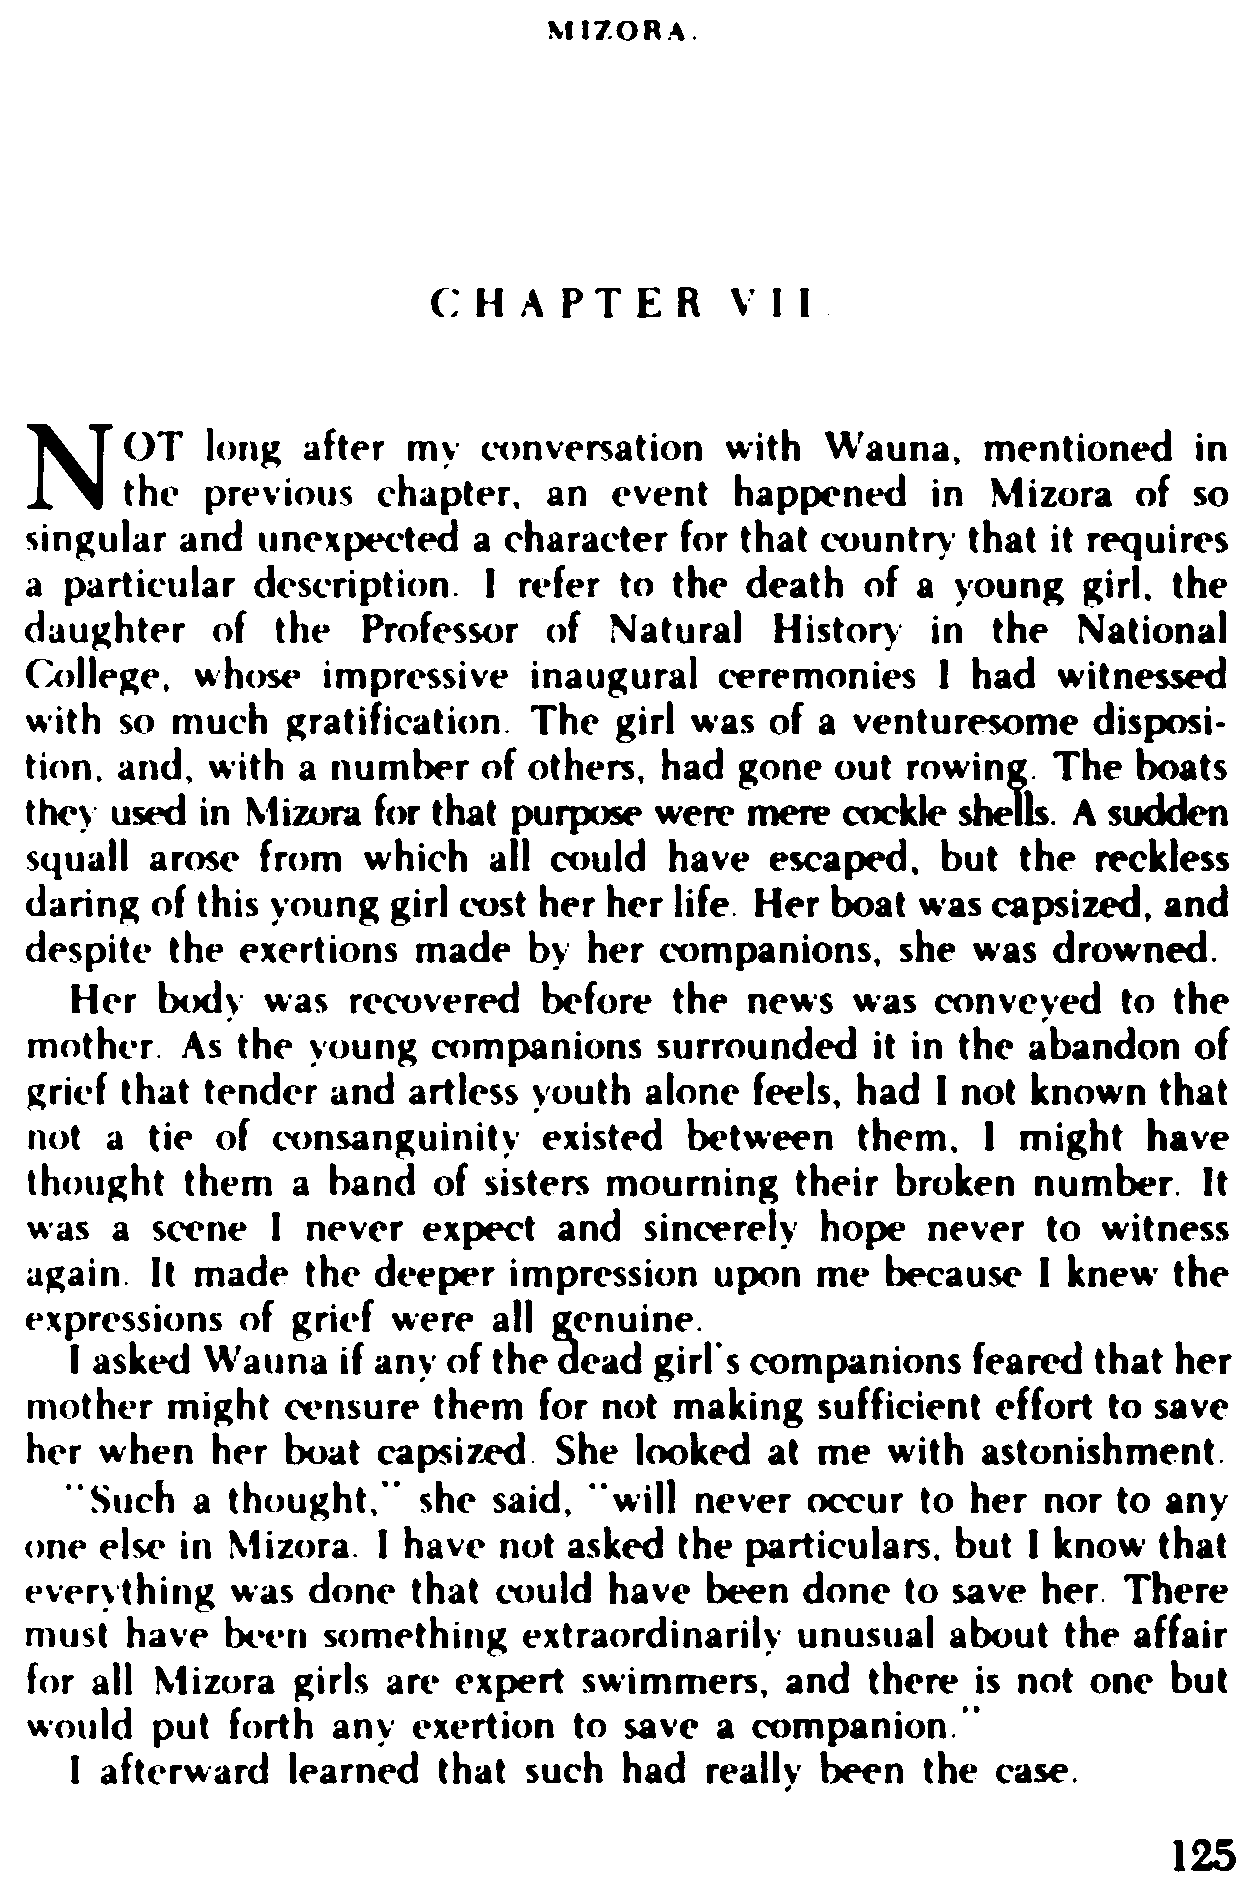 MIZORA.
CHAPTER VII
NOT long after my conversation with Wauna, mentioned in
the previous chapter, an event happened in Mizora of so
singular and unexpected a character for that country that it requires
a particular description. I refer to the death of a young girl, the
daughter of the Professor of Natural History in the National
College, whose impressive inaugural ceremonies I had witnessed
with so much gratification. The girl was of a venturesome disposi-
tion, and, with a number of others, had gone out rowing. The boats
they used in Mizora for that purpose were mere cockle shells. A sudden
squall arose from which all could have escaped, but the reckless
daring of this young girl cost her her life. Her boat was capsized, and
despite the exertions made by her companions, she was drowned.
Her body was recovered before the news was conveyed to the
mother. As the young companions surrounded it in the abandon of
grief that tender and artless youth alone feels, had I not known that
not a tie of consanguinity existed between them, I might have
thought them a band of sisters mourning their broken number. It
was a scene I never expect and sincerely hope never to witness
again. It made the deeper impression upon me because I knew the
expressions of grief were all genuine.
I asked Wauna if any of the dead girl's companions feared that her
mother might censure them for not making sufficient effort to save
her when her boat capsized. She looked at me with astonishment.
"Such a thought," she said, "will never occur to her nor to any
one else in Mizora. I have not asked the particulars, but I know that
everything was done that could have been done to save her. There
must have been something extraordinarily unusual about the affair
for all Mizora girls are expert swimmers, and there is not one but
would put forth any exertion to save a companion."
I afterward learned that such had really been the case.
125